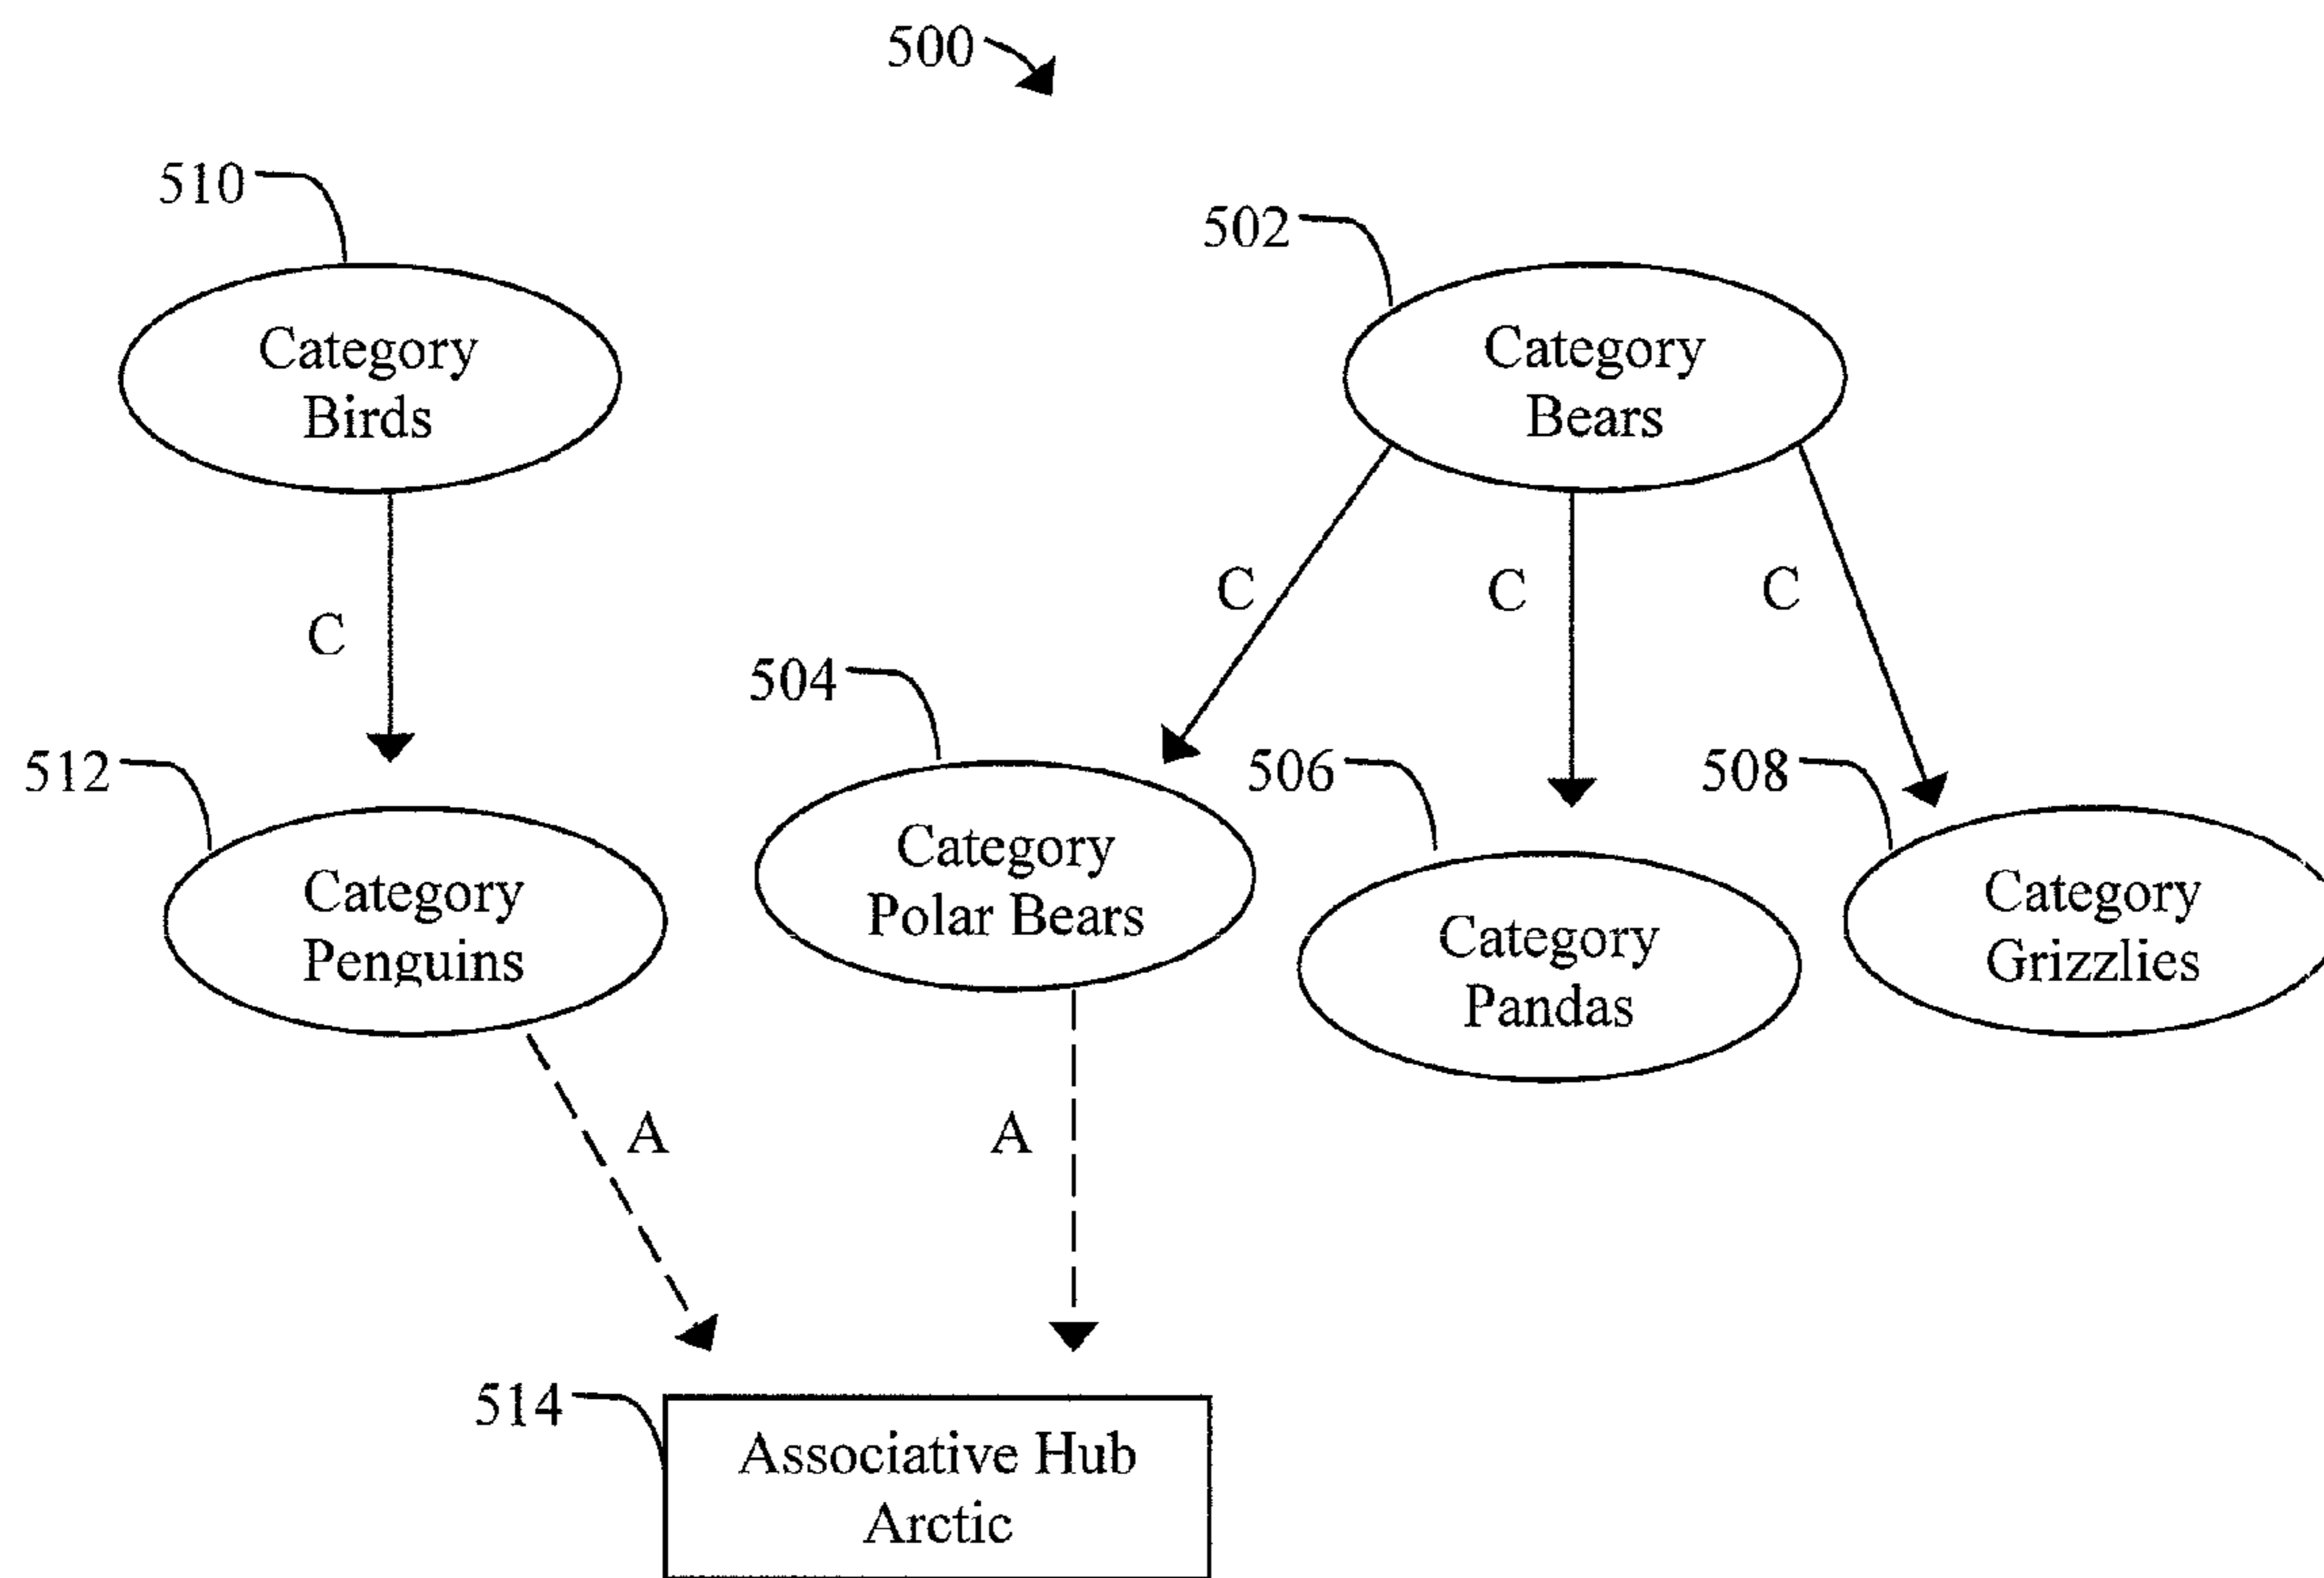 500
510
502
Category
Birds
Category
Bears
C
C
C
C
504
512
506
508
Category
Penguins
Category
Polar Bears
Category
Pandas
Category
Grizzlies
A
A
514
Associative Hub
Arctic